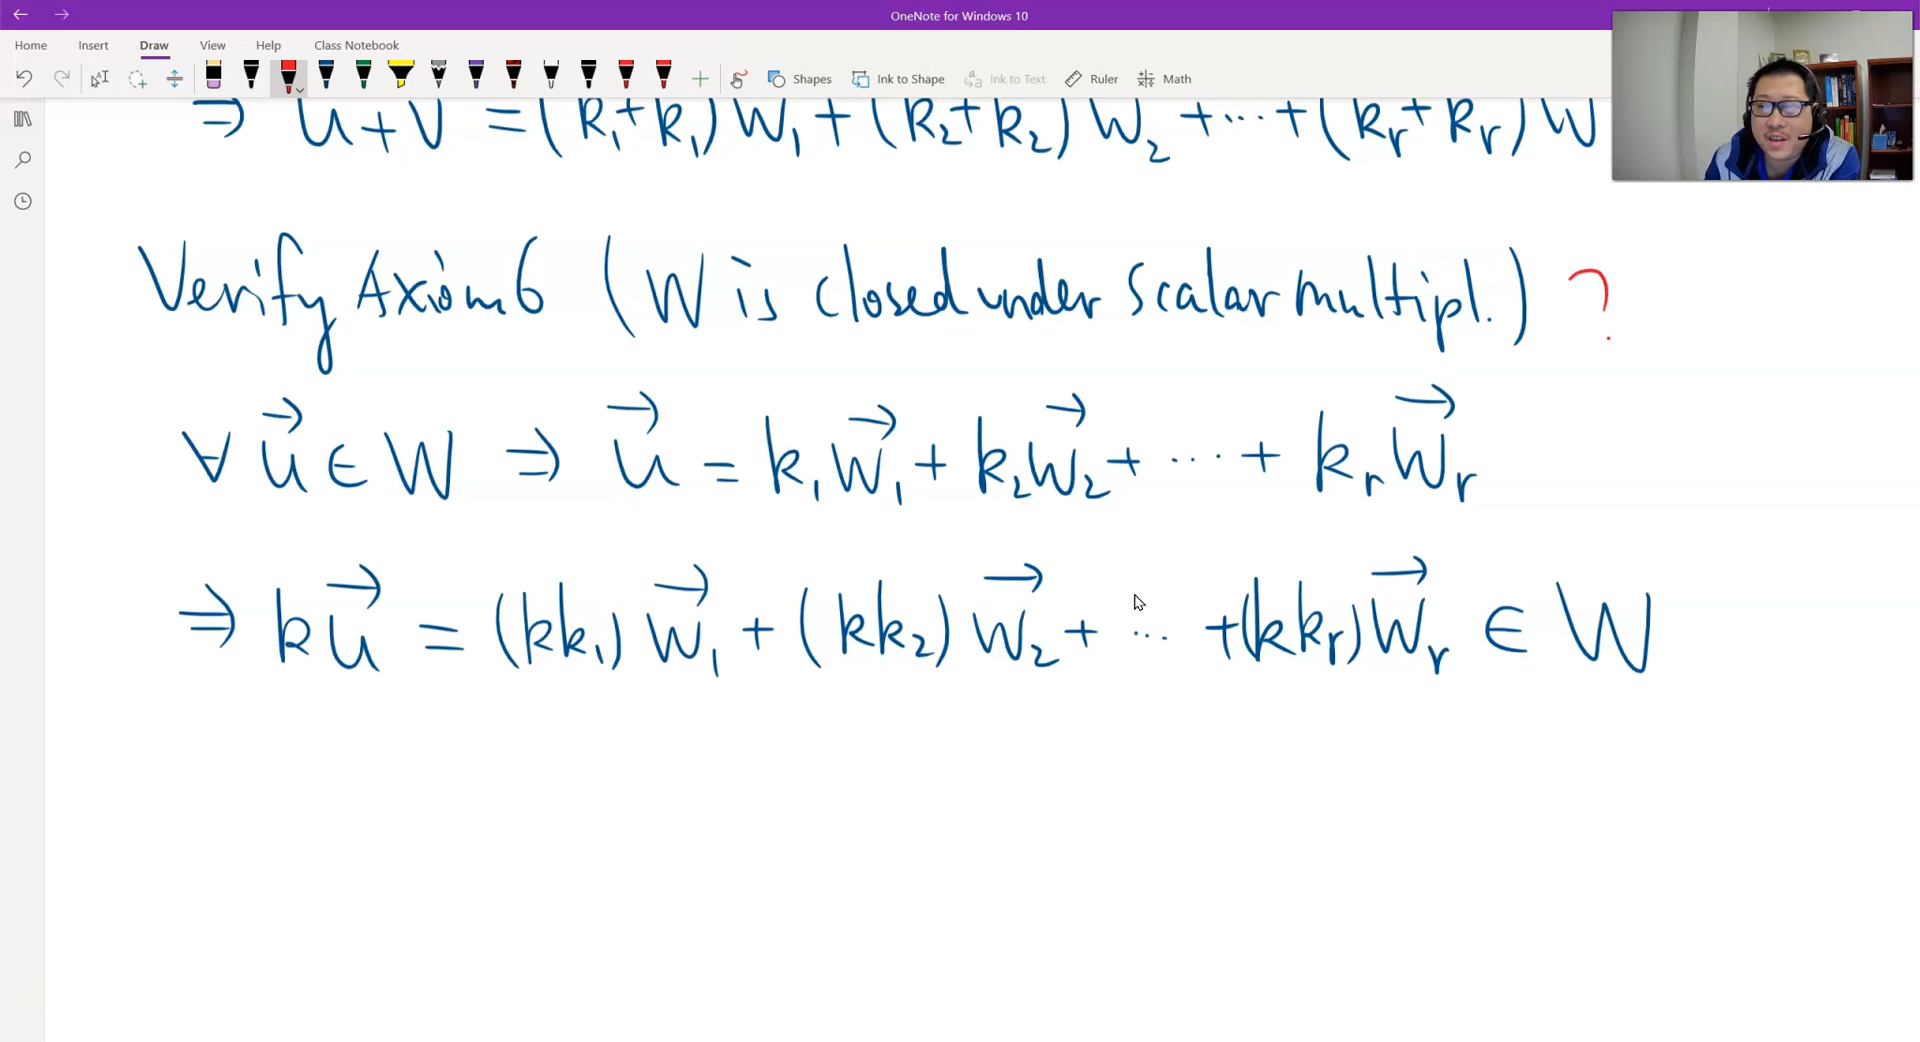 OneNote for Windows 10
Home Insert Draw View Help Class Notebook
Shapes Ink to Shape Ink to Text Ruler Math
⇒ u+v = (k₁+k₁)w₁ + (k₂+k₂)w₂ + ⋯ + (kᵣ+kᵣ)w
Verify Axiom 6 (W is closed under scalar multipl.) ?
∀ u⃗ ∈ W ⇒ u⃗ = k₁w⃗₁ + k₂w⃗₂ + ⋯ + kᵣw⃗ᵣ
⇒ ku⃗ = (kk₁)w⃗₁ + (kk₂)w⃗₂ + ⋯ + (kkᵣ)w⃗ᵣ ∈ W